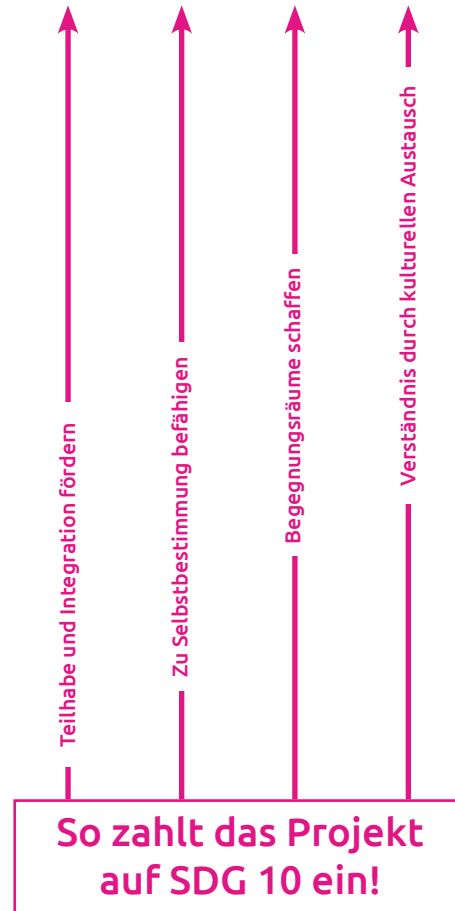 Teilhabe und Integration fördern
Zu Selbstbestimmung befähigen
Begegnungsräume schaffen
Verständnis durch kulturellen Austausch
So zahlt das Projekt
auf SDG 10 ein!